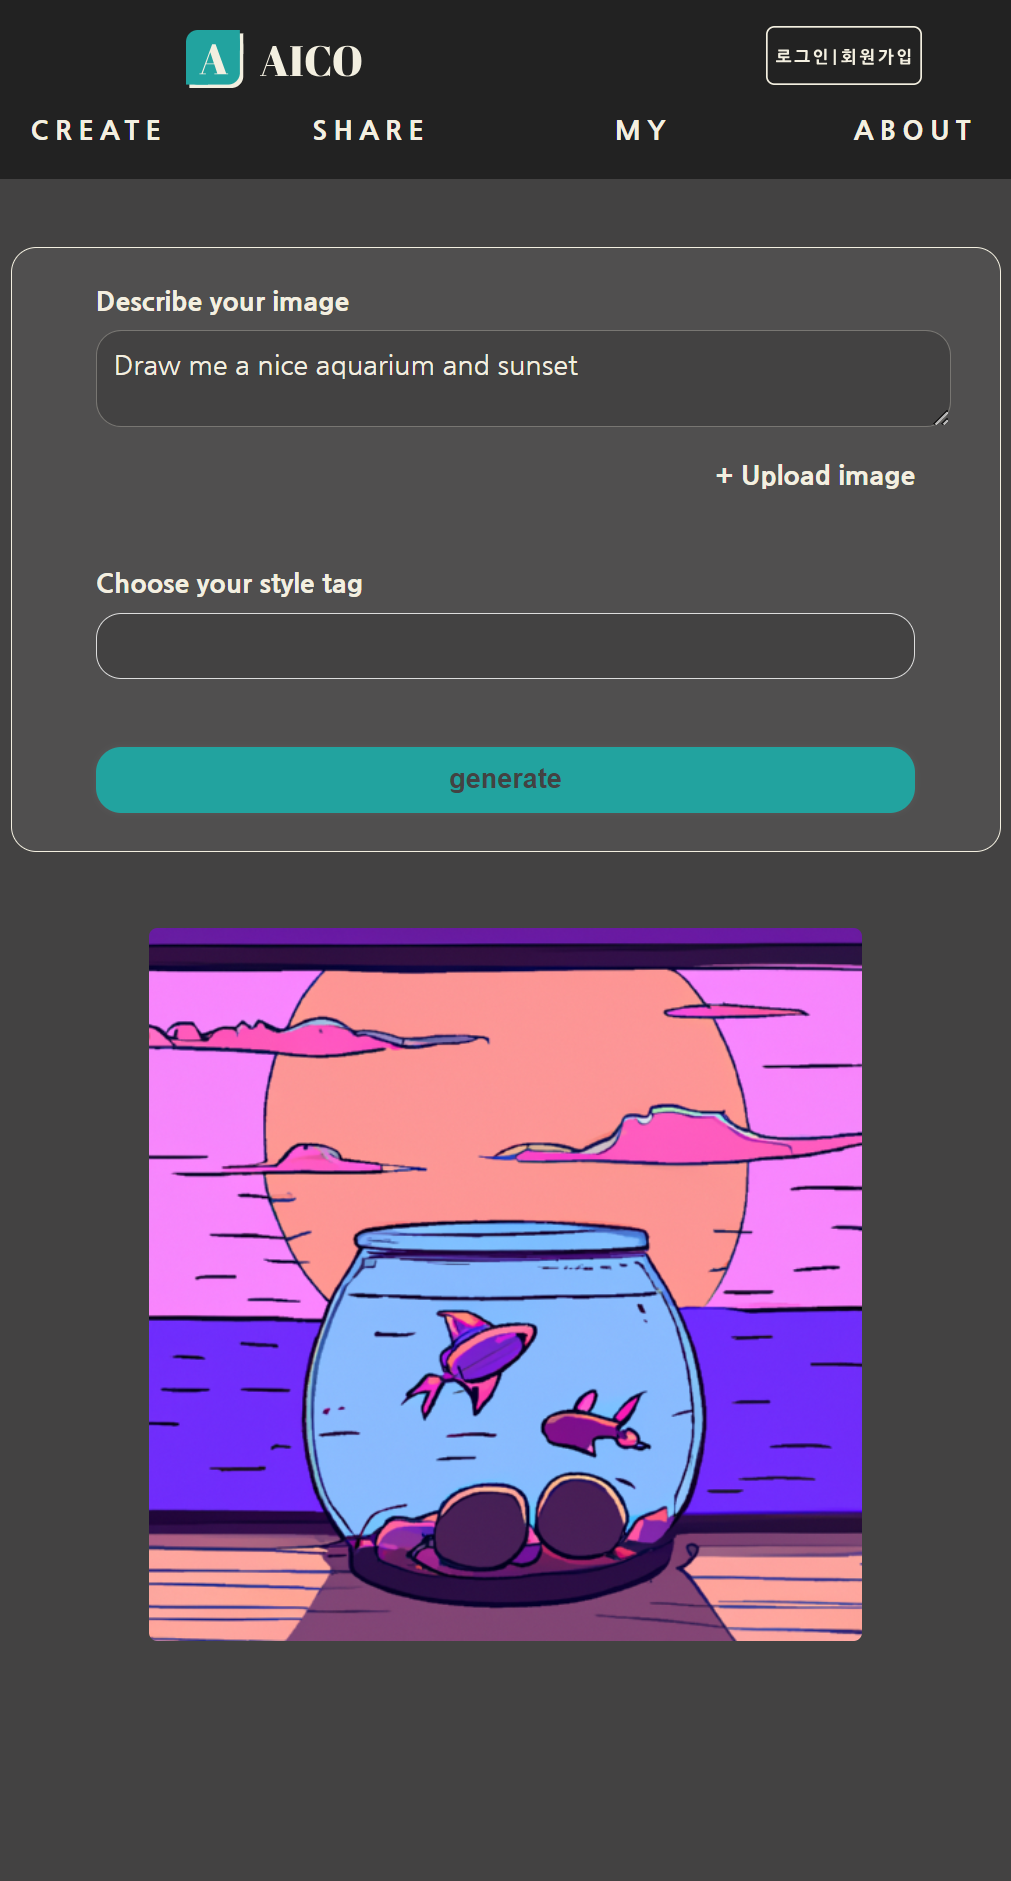 A AICO
로그인|회원가입
CREATE SHARE MY ABOUT
Describe your image
Draw me a nice aquarium and sunset
+ Upload image
Choose your style tag
generate